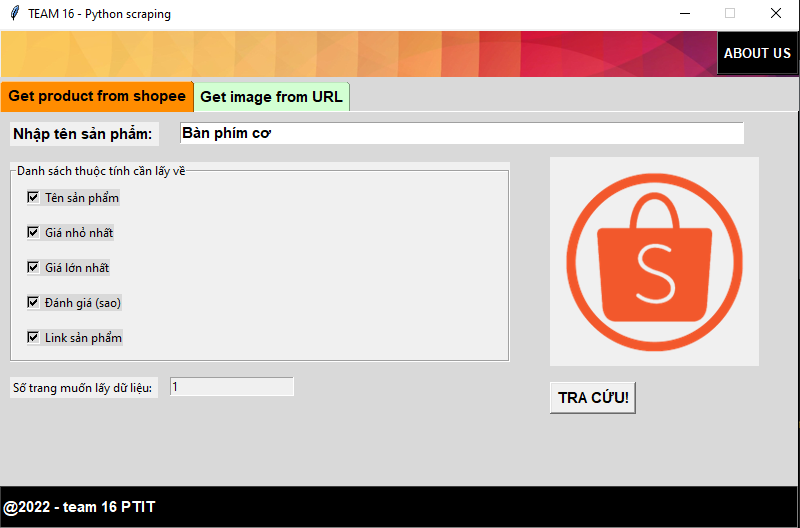 TEAM 16 - Python scraping
ABOUT US
Get product from shopee
Get image from URL
Nhập tên sản phẩm:
Bàn phím cơ
Danh sách thuộc tính cần lấy về
Tên sản phẩm
Giá nhỏ nhất
Giá lớn nhất
Đánh giá (sao)
Link sản phẩm
S
Số trang muốn lấy dữ liệu:
1
TRA CỨU!
@2022 - team 16 PTIT